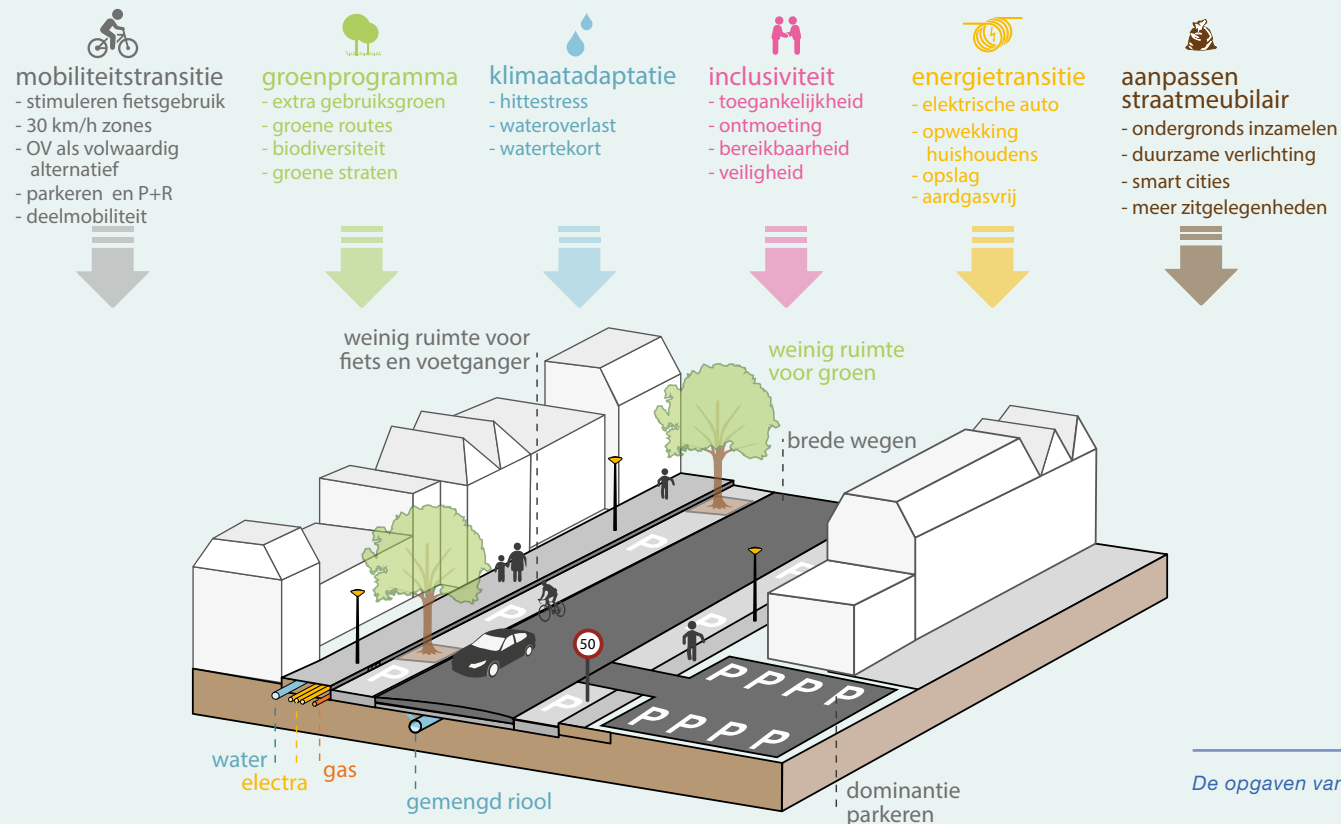 mobiliteitstransitie
- stimuleren fietsgebruik
- 30 km/h zones
- OV als volwaardig
alternatief
- parkeren en P+R
- deelmobiliteit
groenprogramma
- extra gebruiksgroen
- groene routes
- biodiversiteit
- groene straten
klimaatadaptatie
- hittestress
- wateroverlast
- watertekort
inclusiviteit
- toegankelijkheid
- ontmoeting
- bereikbaarheid
- veiligheid
energietransitie
- elektrische auto
- opwekking
huishoudens
- opslag
- aardgasvrij
aanpassen
straatmeubilair
- ondergronds inzamelen
- duurzame verlichting
- smart cities
- meer zitgelegenheden
weinig ruimte voor
fiets en voetganger
weinig ruimte
voor groen
brede wegen
P
P
P
P
P
P
50
P P P P
P P P P
water
electra
gas
gemengd riool
dominantie
parkeren
De opgaven van